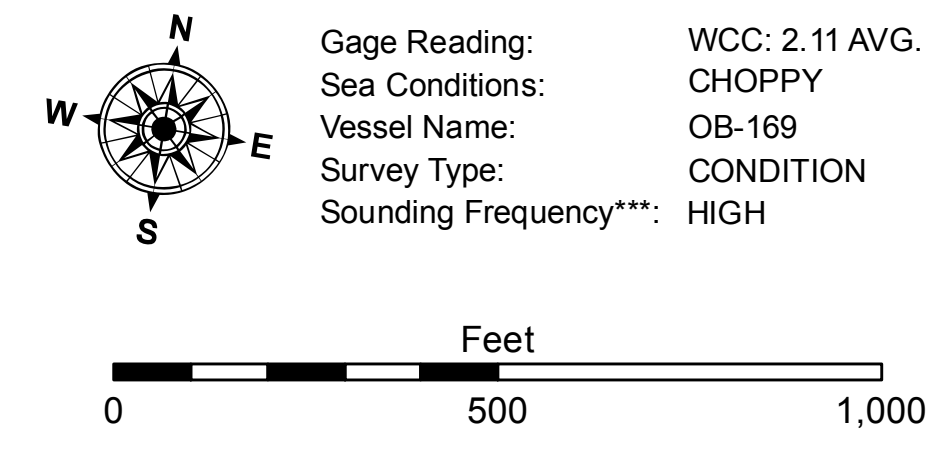 N
W
E
S
Gage Reading: WCC: 2.11 AVG.
Sea Conditions: CHOPPY
Vessel Name: OB-169
Survey Type: CONDITION
Sounding Frequency***: HIGH
Feet
0 500 1,000